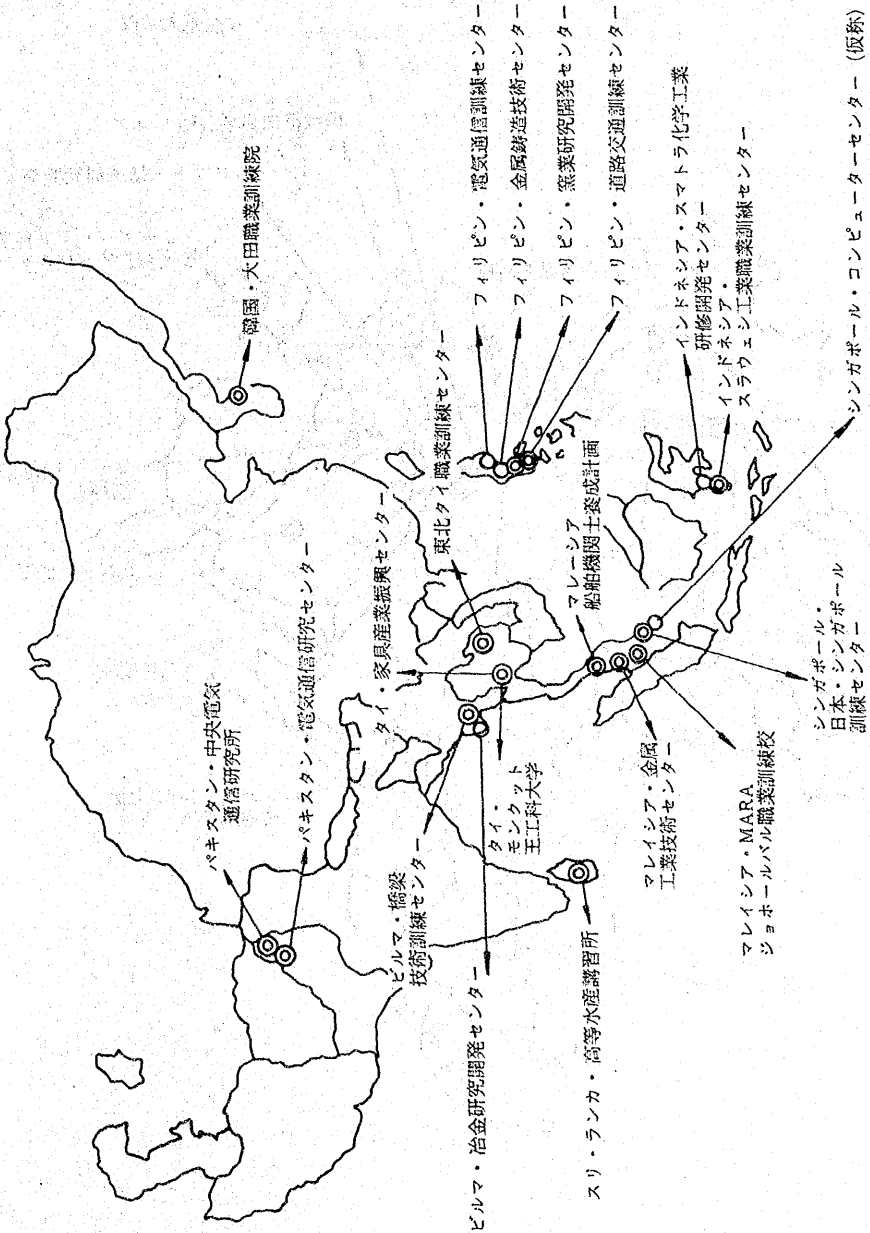 韓国・大田職業訓練院
フィリピン・電気通信訓練センター
フィリピン・金属鋳造技術センター
フィリピン・窯業研究開発センター
フィリピン・道路交通訓練センター
インドネシア・スマトラ化学工業
研修開発センター
インドネシア・
スラウェシ工業職業訓練センター
シンガポール・コンピューターセンター (仮称)
東北タイ職業訓練センター
タイ・家具産業振興センター
マレーシア
船舶機関士養成計画
シンガポール・
日本・シンガポール
訓練センター
パキスタン・中央電気
通信研究所
パキスタン・電気通信研究センター
タイ・
モンクット
王工科大学
マレイシア・金属
工業技術センター
マレイシア・MARA
ジョホールバル職業訓練校
ビルマ・橋梁
技術訓練センター
ビルマ・冶金研究開発センター
スリ・ランカ・高等水産講習所